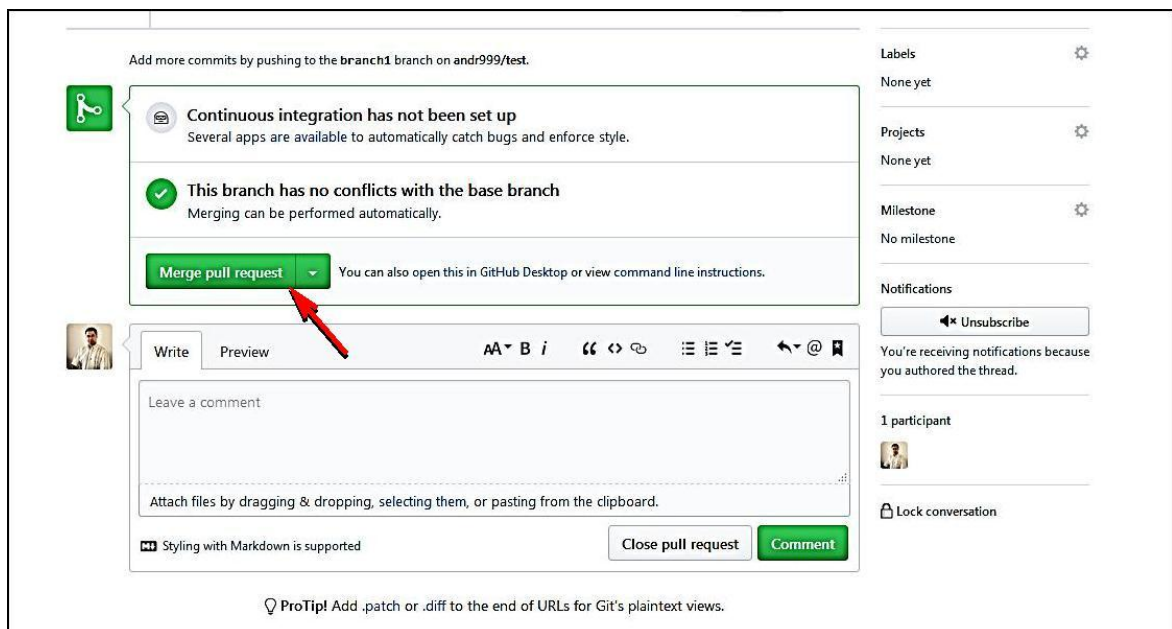 Add more commits by pushing to the branch1 branch on andr999/test.
Continuous integration has not been set up
Several apps are available to automatically catch bugs and enforce style.
This branch has no conflicts with the base branch
Merging can be performed automatically.
Merge pull request
You can also open this in GitHub Desktop or view command line instructions.
Write
Preview
AA B i
Leave a comment
Attach files by dragging & dropping, selecting them, or pasting from the clipboard.
Styling with Markdown is supported
Close pull request
Comment
ProTip! Add .patch or .diff to the end of URLs for Git's plaintext views.
Labels
None yet
Projects
None yet
Milestone
No milestone
Notifications
Unsubscribe
You're receiving notifications because
you authored the thread.
1 participant
Lock conversation